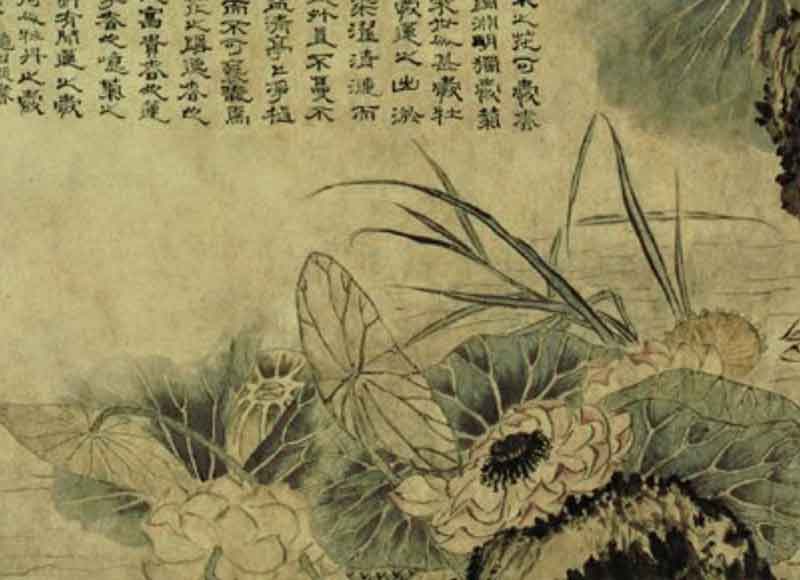 木之花可愛者
淵明獨愛菊
來世人甚愛牡
愛蓮之出淤
染濯清漣而
外直不蔓不
益清亭亭淨植
而不可褻翫焉
花之隱逸者也
富貴者也蓮
者也噫菊之
鮮有聞蓮之愛
何人牡丹之愛